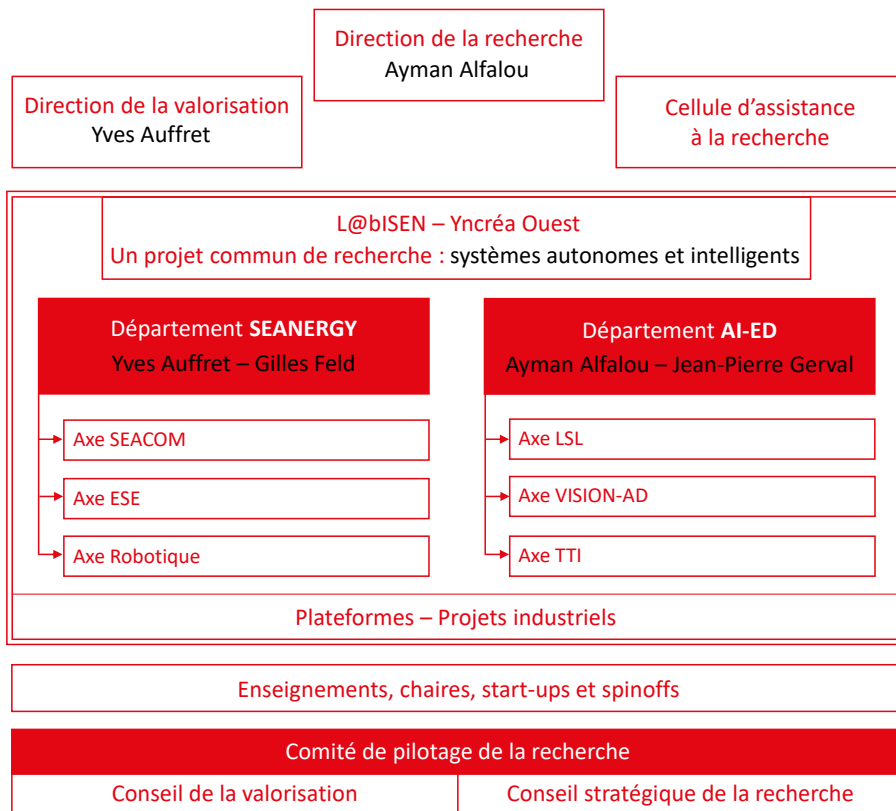 Direction de la recherche
Ayman Alfalou
Direction de la valorisation
Yves Auffret
Cellule d’assistance
à la recherche
L@bISEN – Yncréa Ouest
Un projet commun de recherche : systèmes autonomes et intelligents
Département SEANERGY
Yves Auffret – Gilles Feld
Axe SEACOM
Axe ESE
Axe Robotique
Département AI-ED
Ayman Alfalou – Jean-Pierre Gerval
Axe LSL
Axe VISION-AD
Axe TTI
Plateformes – Projets industriels
Enseignements, chaires, start-ups et spinoffs
Comité de pilotage de la recherche
Conseil de la valorisation
Conseil stratégique de la recherche